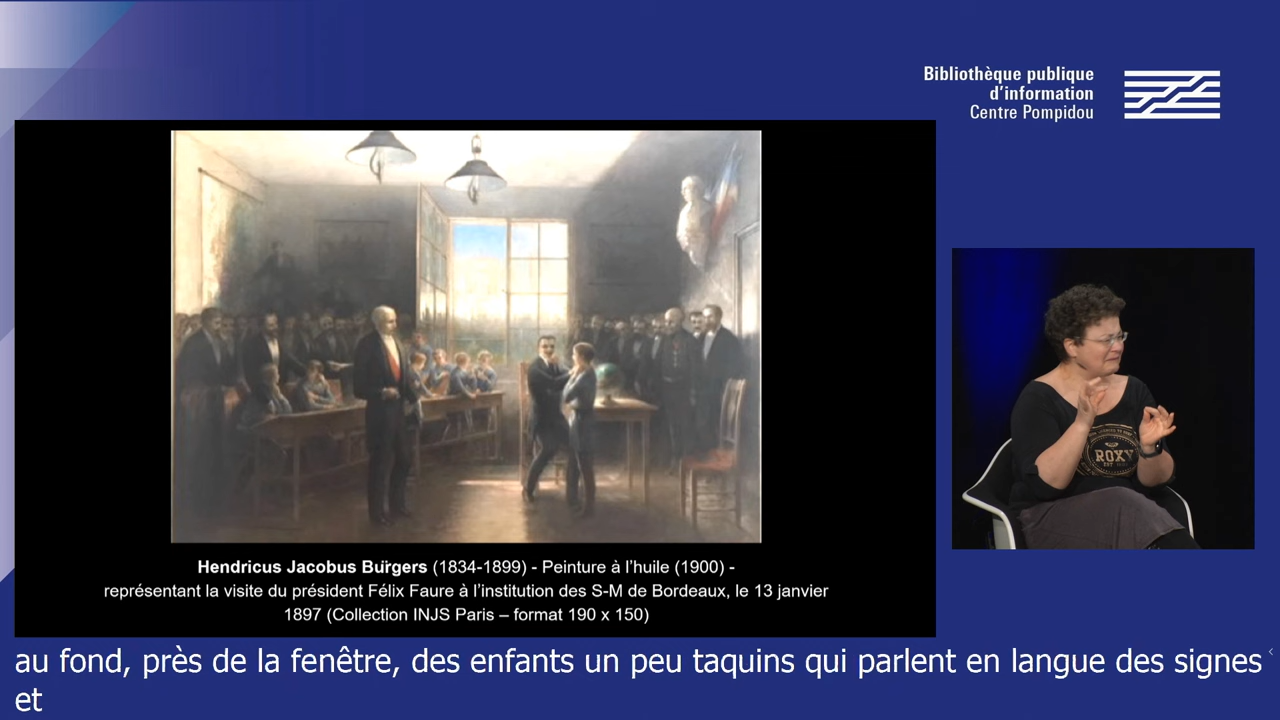 Bibliothèque publique
d'information
Centre Pompidou
Hendricus Jacobus Bürgers (1834-1899) - Peinture à l'huile (1900) -
représentant la visite du président Félix Faure à l'institution des S-M de Bordeaux, le 13 janvier
1897 (Collection INJS Paris – format 190 x 150)
ROXY
au fond, près de la fenêtre, des enfants un peu taquins qui parlent en langue des signes
et